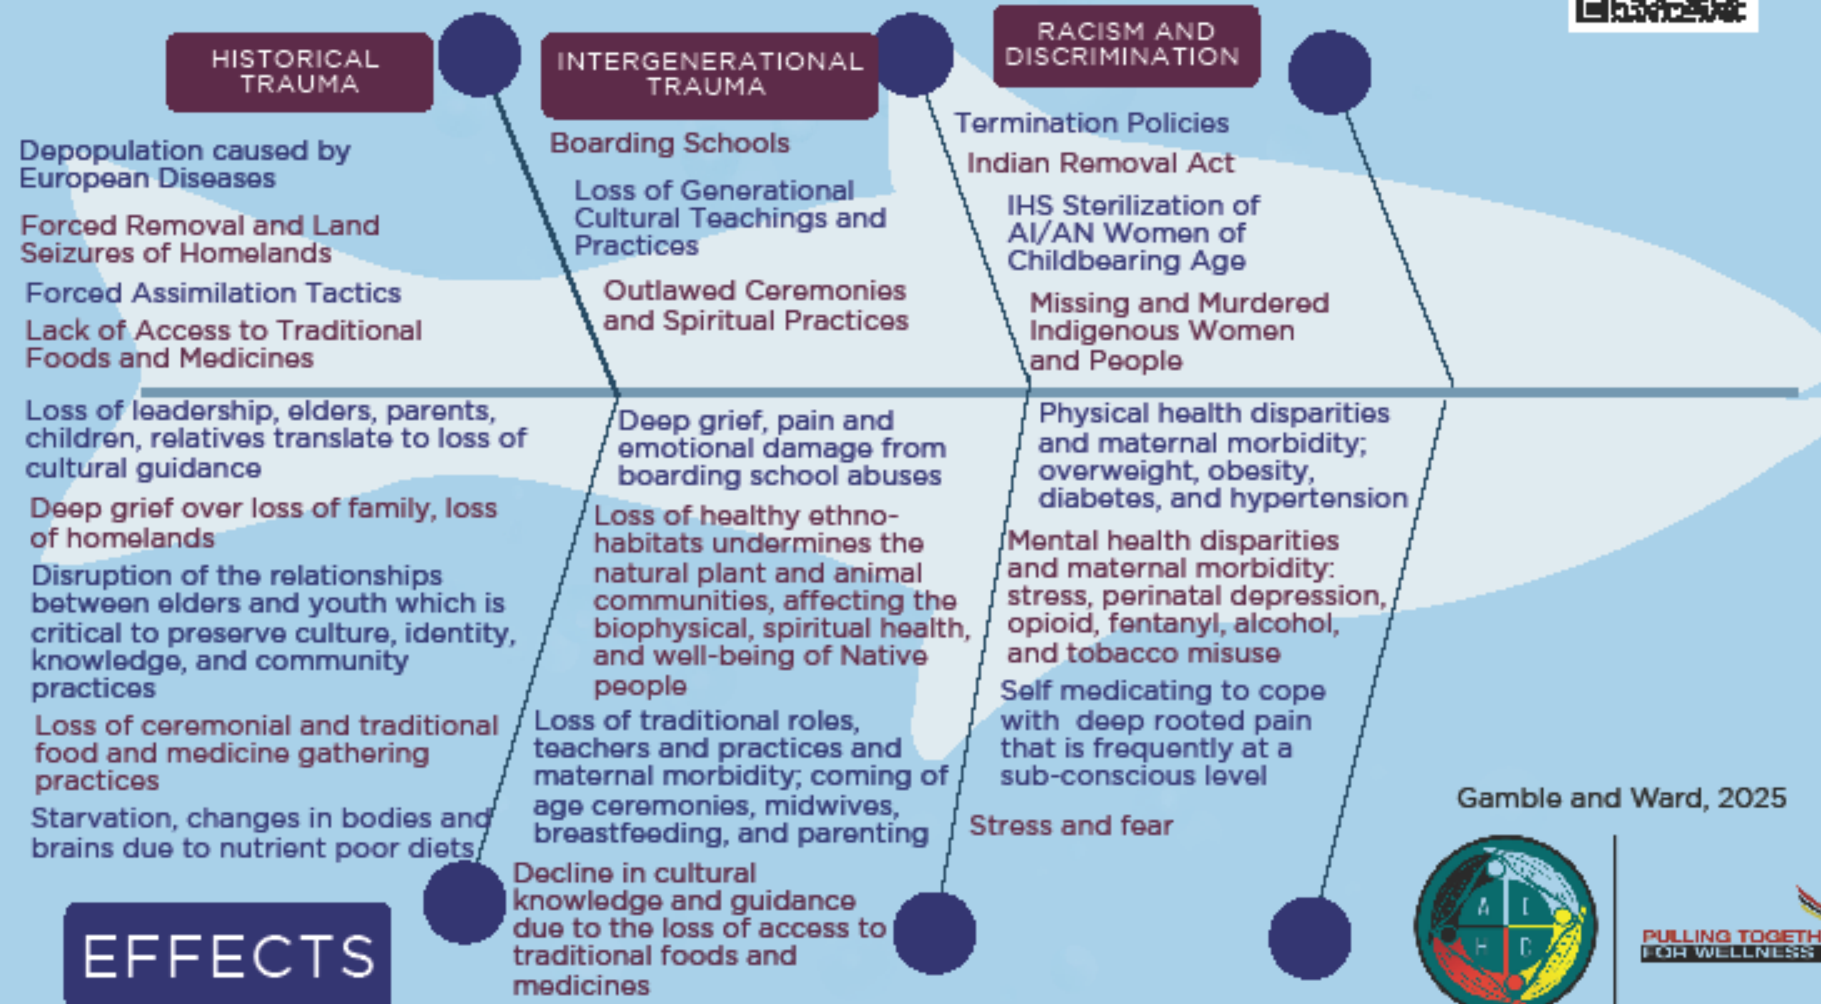 HISTORICAL
TRAUMA
Depopulation caused by
European Diseases
Forced Removal and Land
Seizures of Homelands
Forced Assimilation Tactics
Lack of Access to Traditional
Foods and Medicines
INTERGENERATIONAL
TRAUMA
Boarding Schools
Loss of Generational
Cultural Teachings and
Practices
Outlawed Ceremonies
and Spiritual Practices
RACISM AND
DISCRIMINATION
Termination Policies
Indian Removal Act
IHS Sterilization of
AI/AN Women of
Childbearing Age
Missing and Murdered
Indigenous Women
and People
Loss of leadership, elders, parents,
children, relatives translate to loss of
cultural guidance
Deep grief over loss of family, loss
of homelands
Disruption of the relationships
between elders and youth which is
critical to preserve culture, identity,
knowledge, and community
practices
Loss of ceremonial and traditional
food and medicine gathering
practices
Starvation, changes in bodies and
brains due to nutrient poor diets
Deep grief, pain and
emotional damage from
boarding school abuses
Loss of healthy ethno-
habitats undermines the
natural plant and animal
communities, affecting the
biophysical, spiritual health,
and well-being of Native
people
Loss of traditional roles,
teachers and practices and
maternal morbidity; coming of
age ceremonies, midwives,
breastfeeding, and parenting
Decline in cultural
knowledge and guidance
due to the loss of access to
traditional foods and
medicines
Physical health disparities
and maternal morbidity;
overweight, obesity,
diabetes, and hypertension
Mental health disparities
and maternal morbidity:
stress, perinatal depression,
opioid, fentanyl, alcohol,
and tobacco misuse
Self medicating to cope
with deep rooted pain
that is frequently at a
sub-conscious level
Stress and fear
EFFECTS
Gamble and Ward, 2025
A I
H C
PULLING TOGETH
FOR WELLNESS